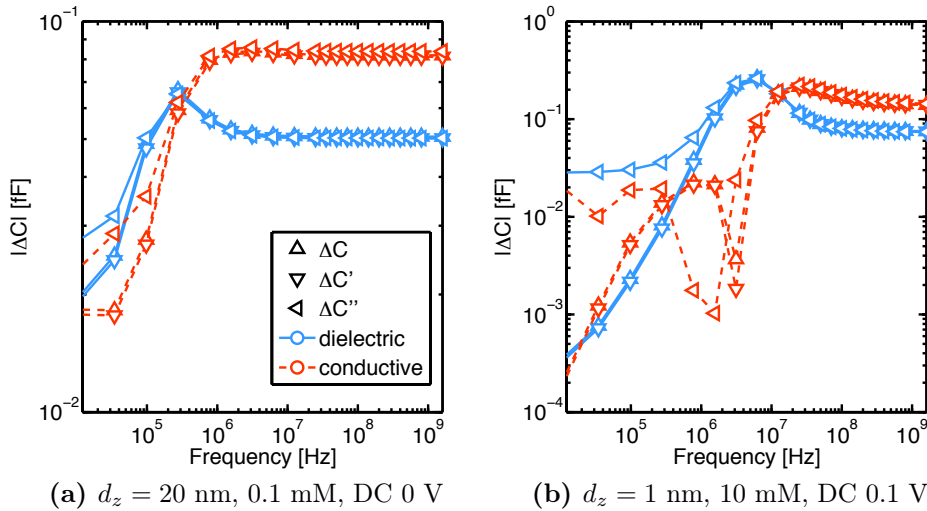 10^-1
10^-2
|ΔC| [fF]
10^5 10^6 10^7 10^8 10^9
Frequency [Hz]
ΔC
ΔC'
ΔC''
dielectric
conductive
(a) d_z = 20 nm, 0.1 mM, DC 0 V
10^0
10^-1
10^-2
10^-3
10^-4
|ΔC| [fF]
10^5 10^6 10^7 10^8 10^9
Frequency [Hz]
(b) d_z = 1 nm, 10 mM, DC 0.1 V